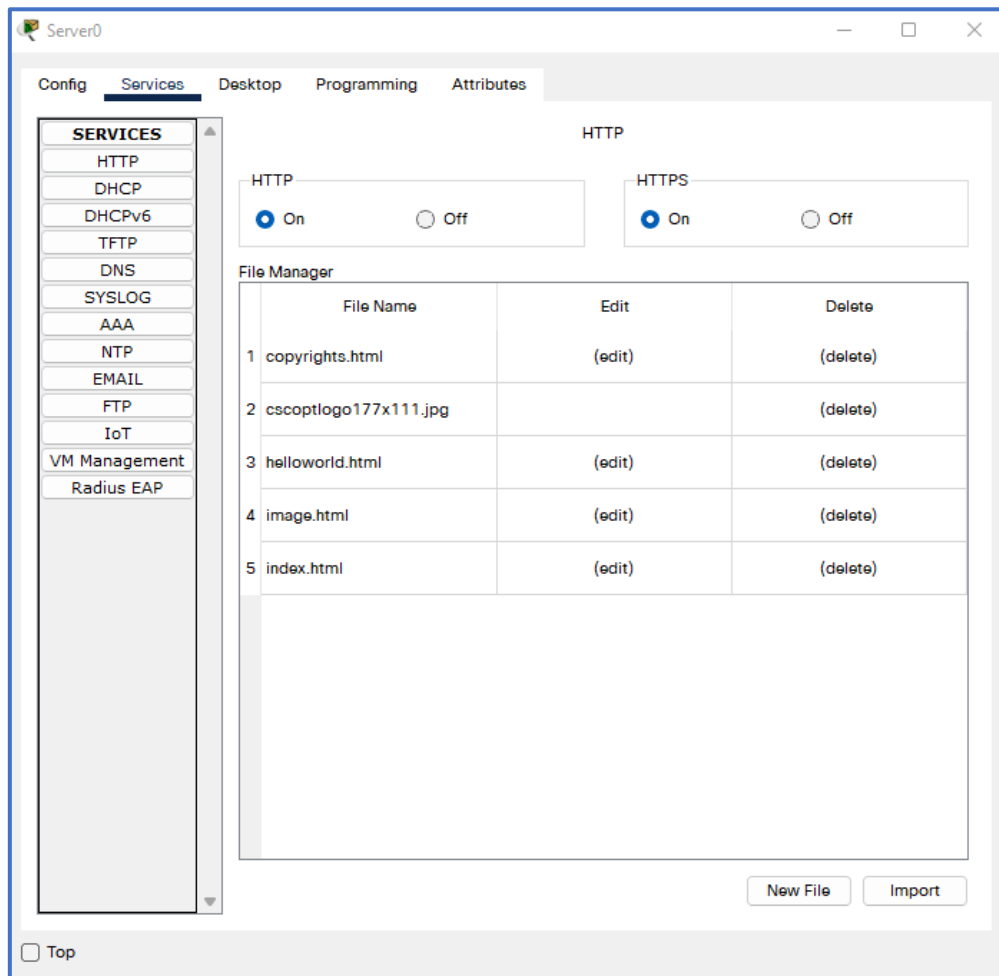 Server0
Config Services Desktop Programming Attributes
SERVICES
HTTP
DHCP
DHCPv6
TFTP
DNS
SYSLOG
AAA
NTP
EMAIL
FTP
IoT
VM Management
Radius EAP
HTTP
HTTP
On Off
HTTPS
On Off
File Manager
File Name Edit Delete
1 copyrights.html (edit) (delete)
2 cscoptlogo177x111.jpg (delete)
3 helloworld.html (edit) (delete)
4 image.html (edit) (delete)
5 index.html (edit) (delete)
New File Import
Top